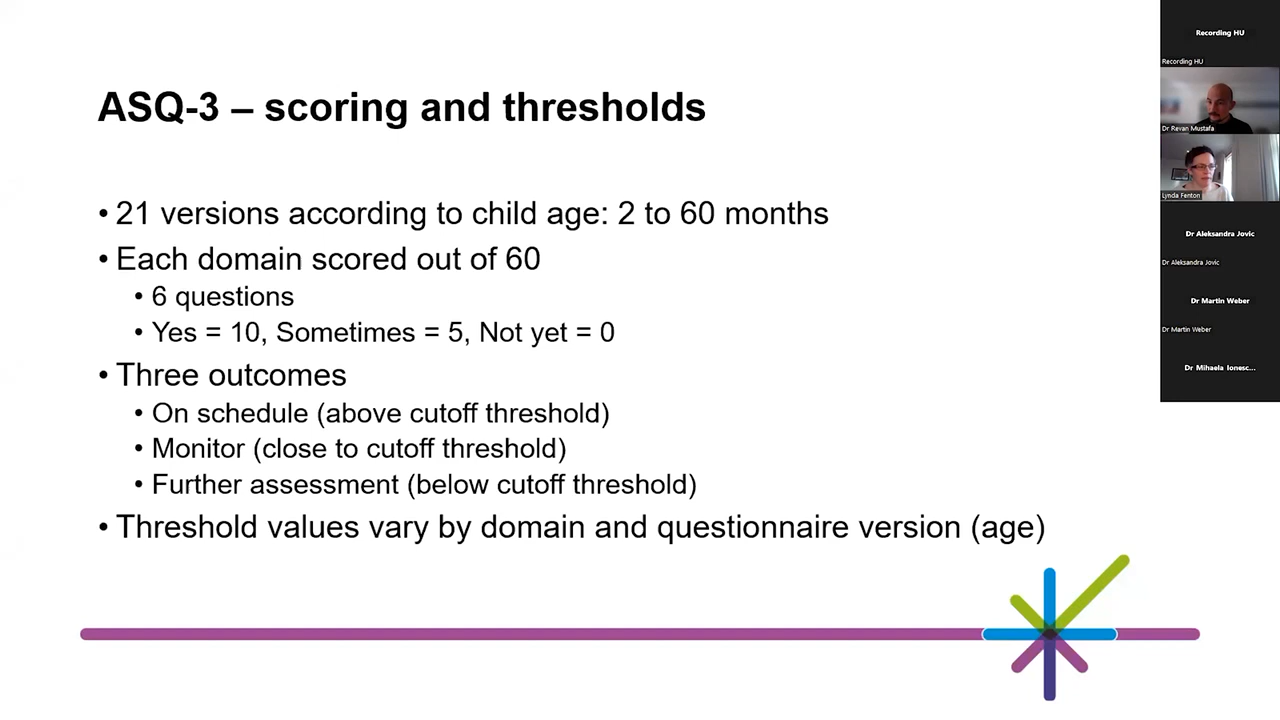 ASQ-3 – scoring and thresholds
• 21 versions according to child age: 2 to 60 months
• Each domain scored out of 60
• 6 questions
• Yes = 10, Sometimes = 5, Not yet = 0
• Three outcomes
• On schedule (above cutoff threshold)
• Monitor (close to cutoff threshold)
• Further assessment (below cutoff threshold)
• Threshold values vary by domain and questionnaire version (age)
Recording HU
Recording HU
Dr Revan Mustafa
Lynda Fenton
Dr Aleksandra Jovic
Dr Aleksandra Jovic
Dr Martin Weber
Dr Martin Weber
Dr Mihaela Ionesc...